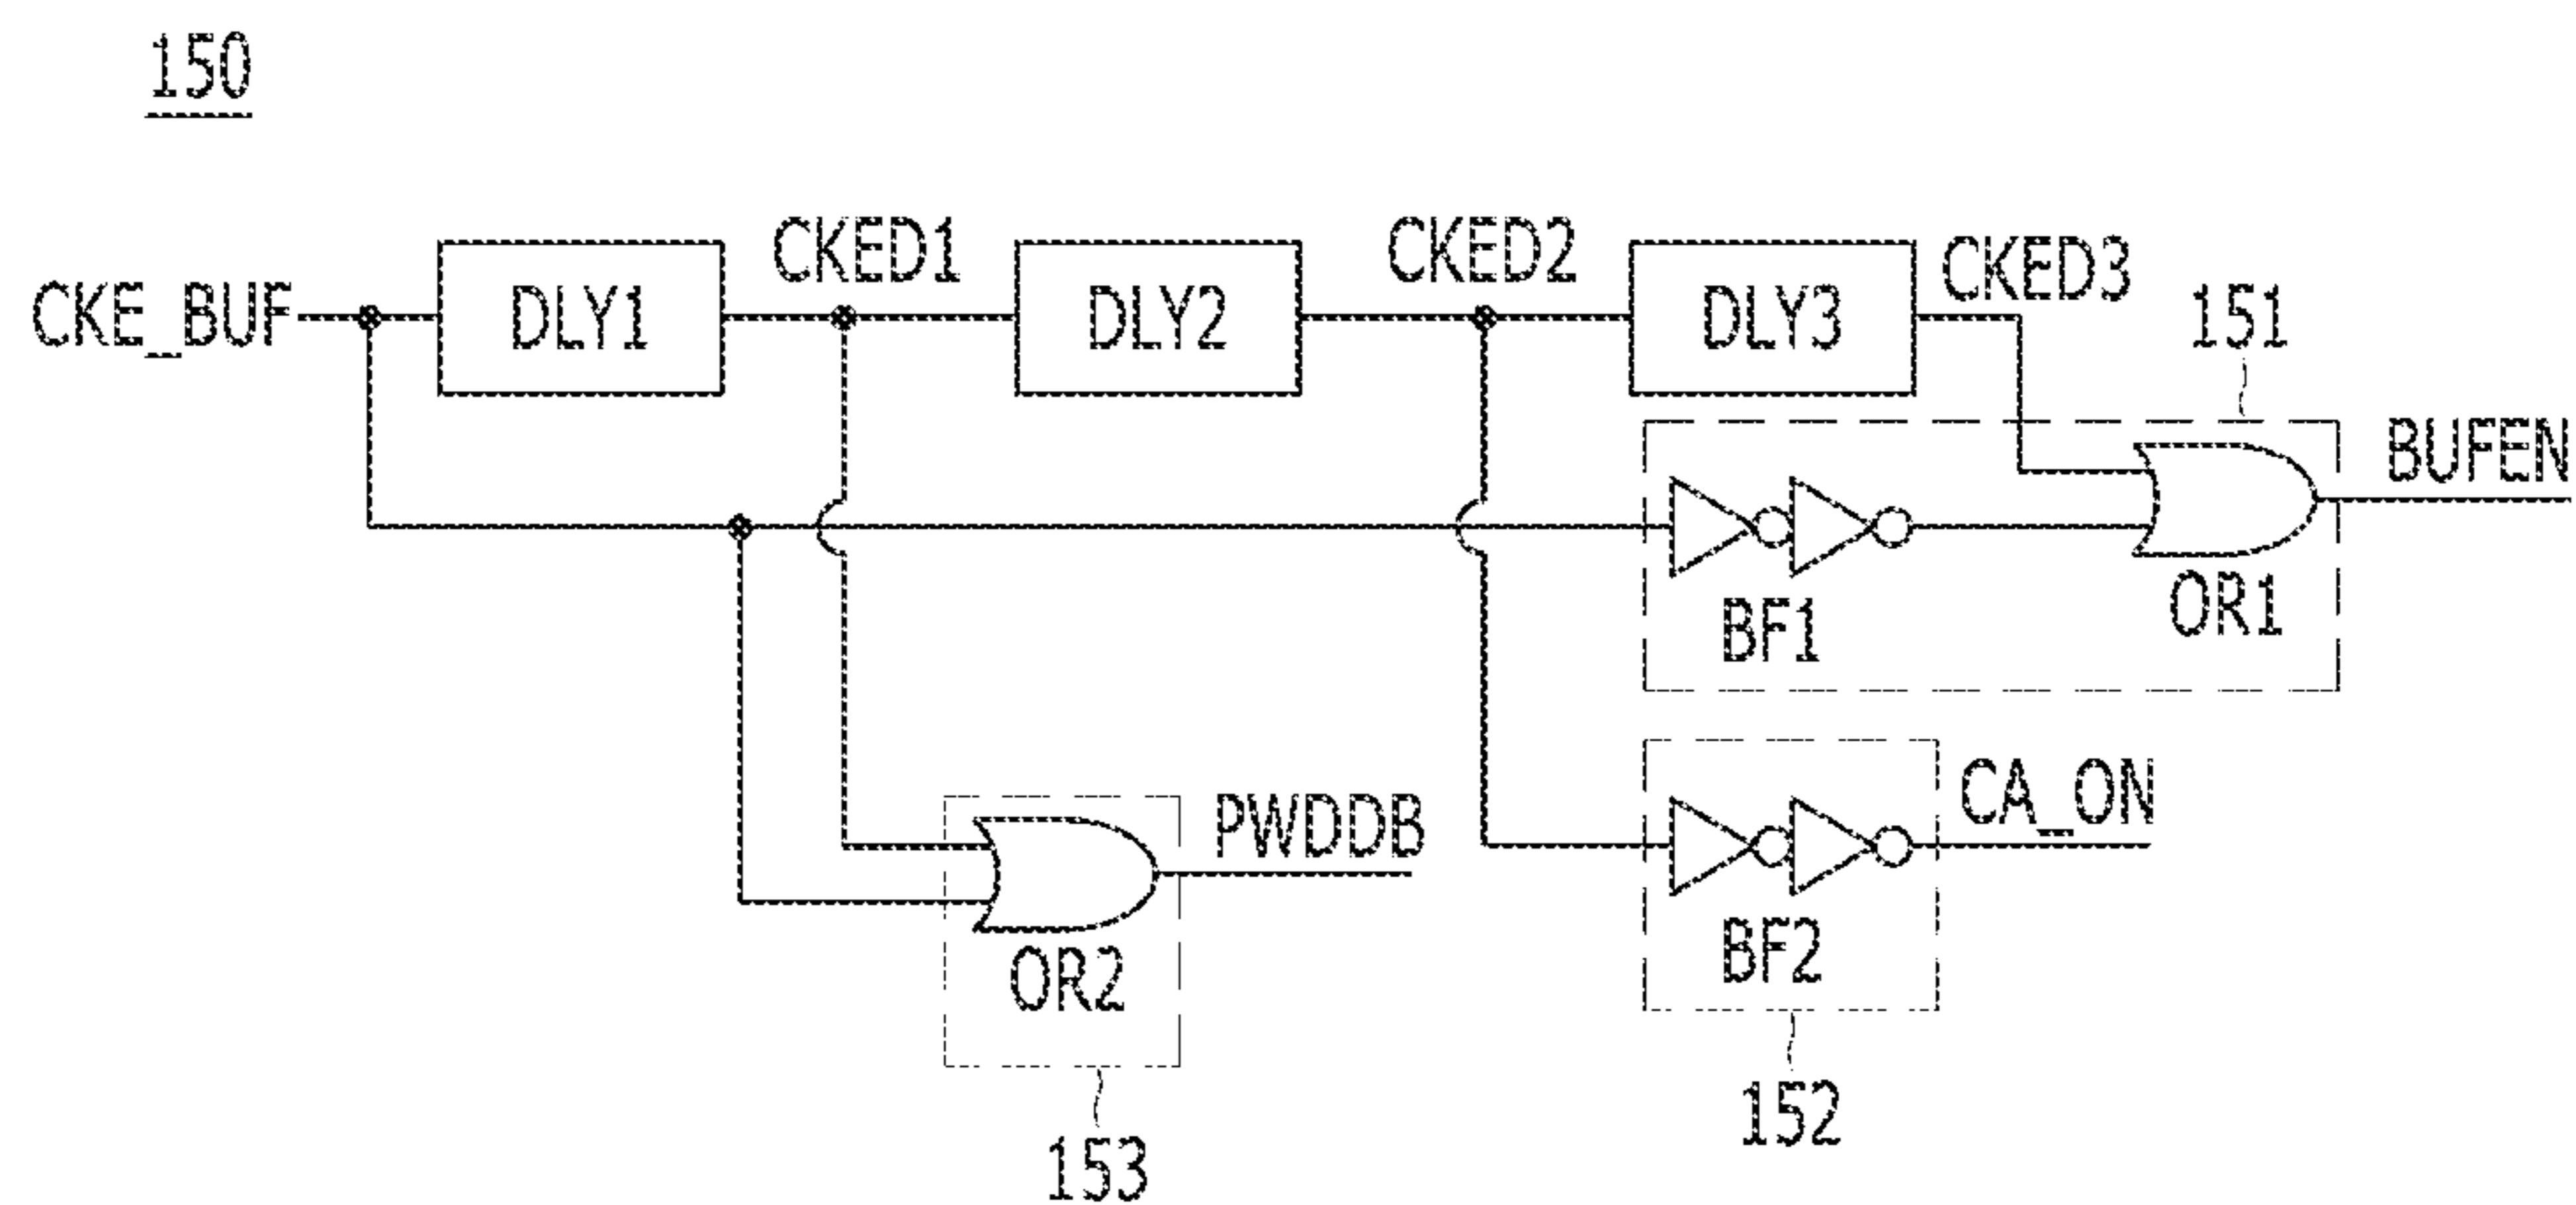 150
CKE_BUF
DLY1
CKED1
DLY2
CKED2
DLY3
CKED3
151
BUFEN
BF1
OR1
PWDDB
OR2
CA_ON
BF2
153
152